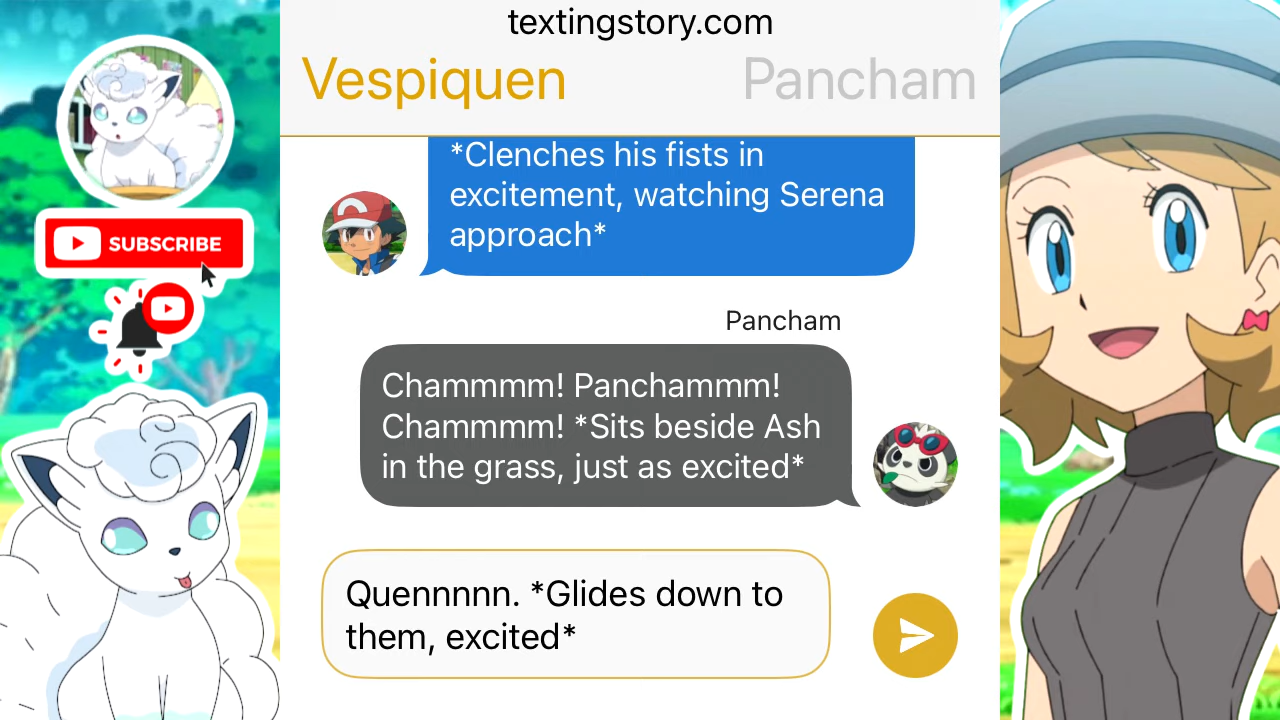 textingstory.com
Vespiquen
Pancham
*Clenches his fists in
excitement, watching Serena
approach*
SUBSCRIBE
Pancham
Chammmm! Panchammm!
Chammmm! *Sits beside Ash
in the grass, just as excited*
Quennnnn. *Glides down to
them, excited*